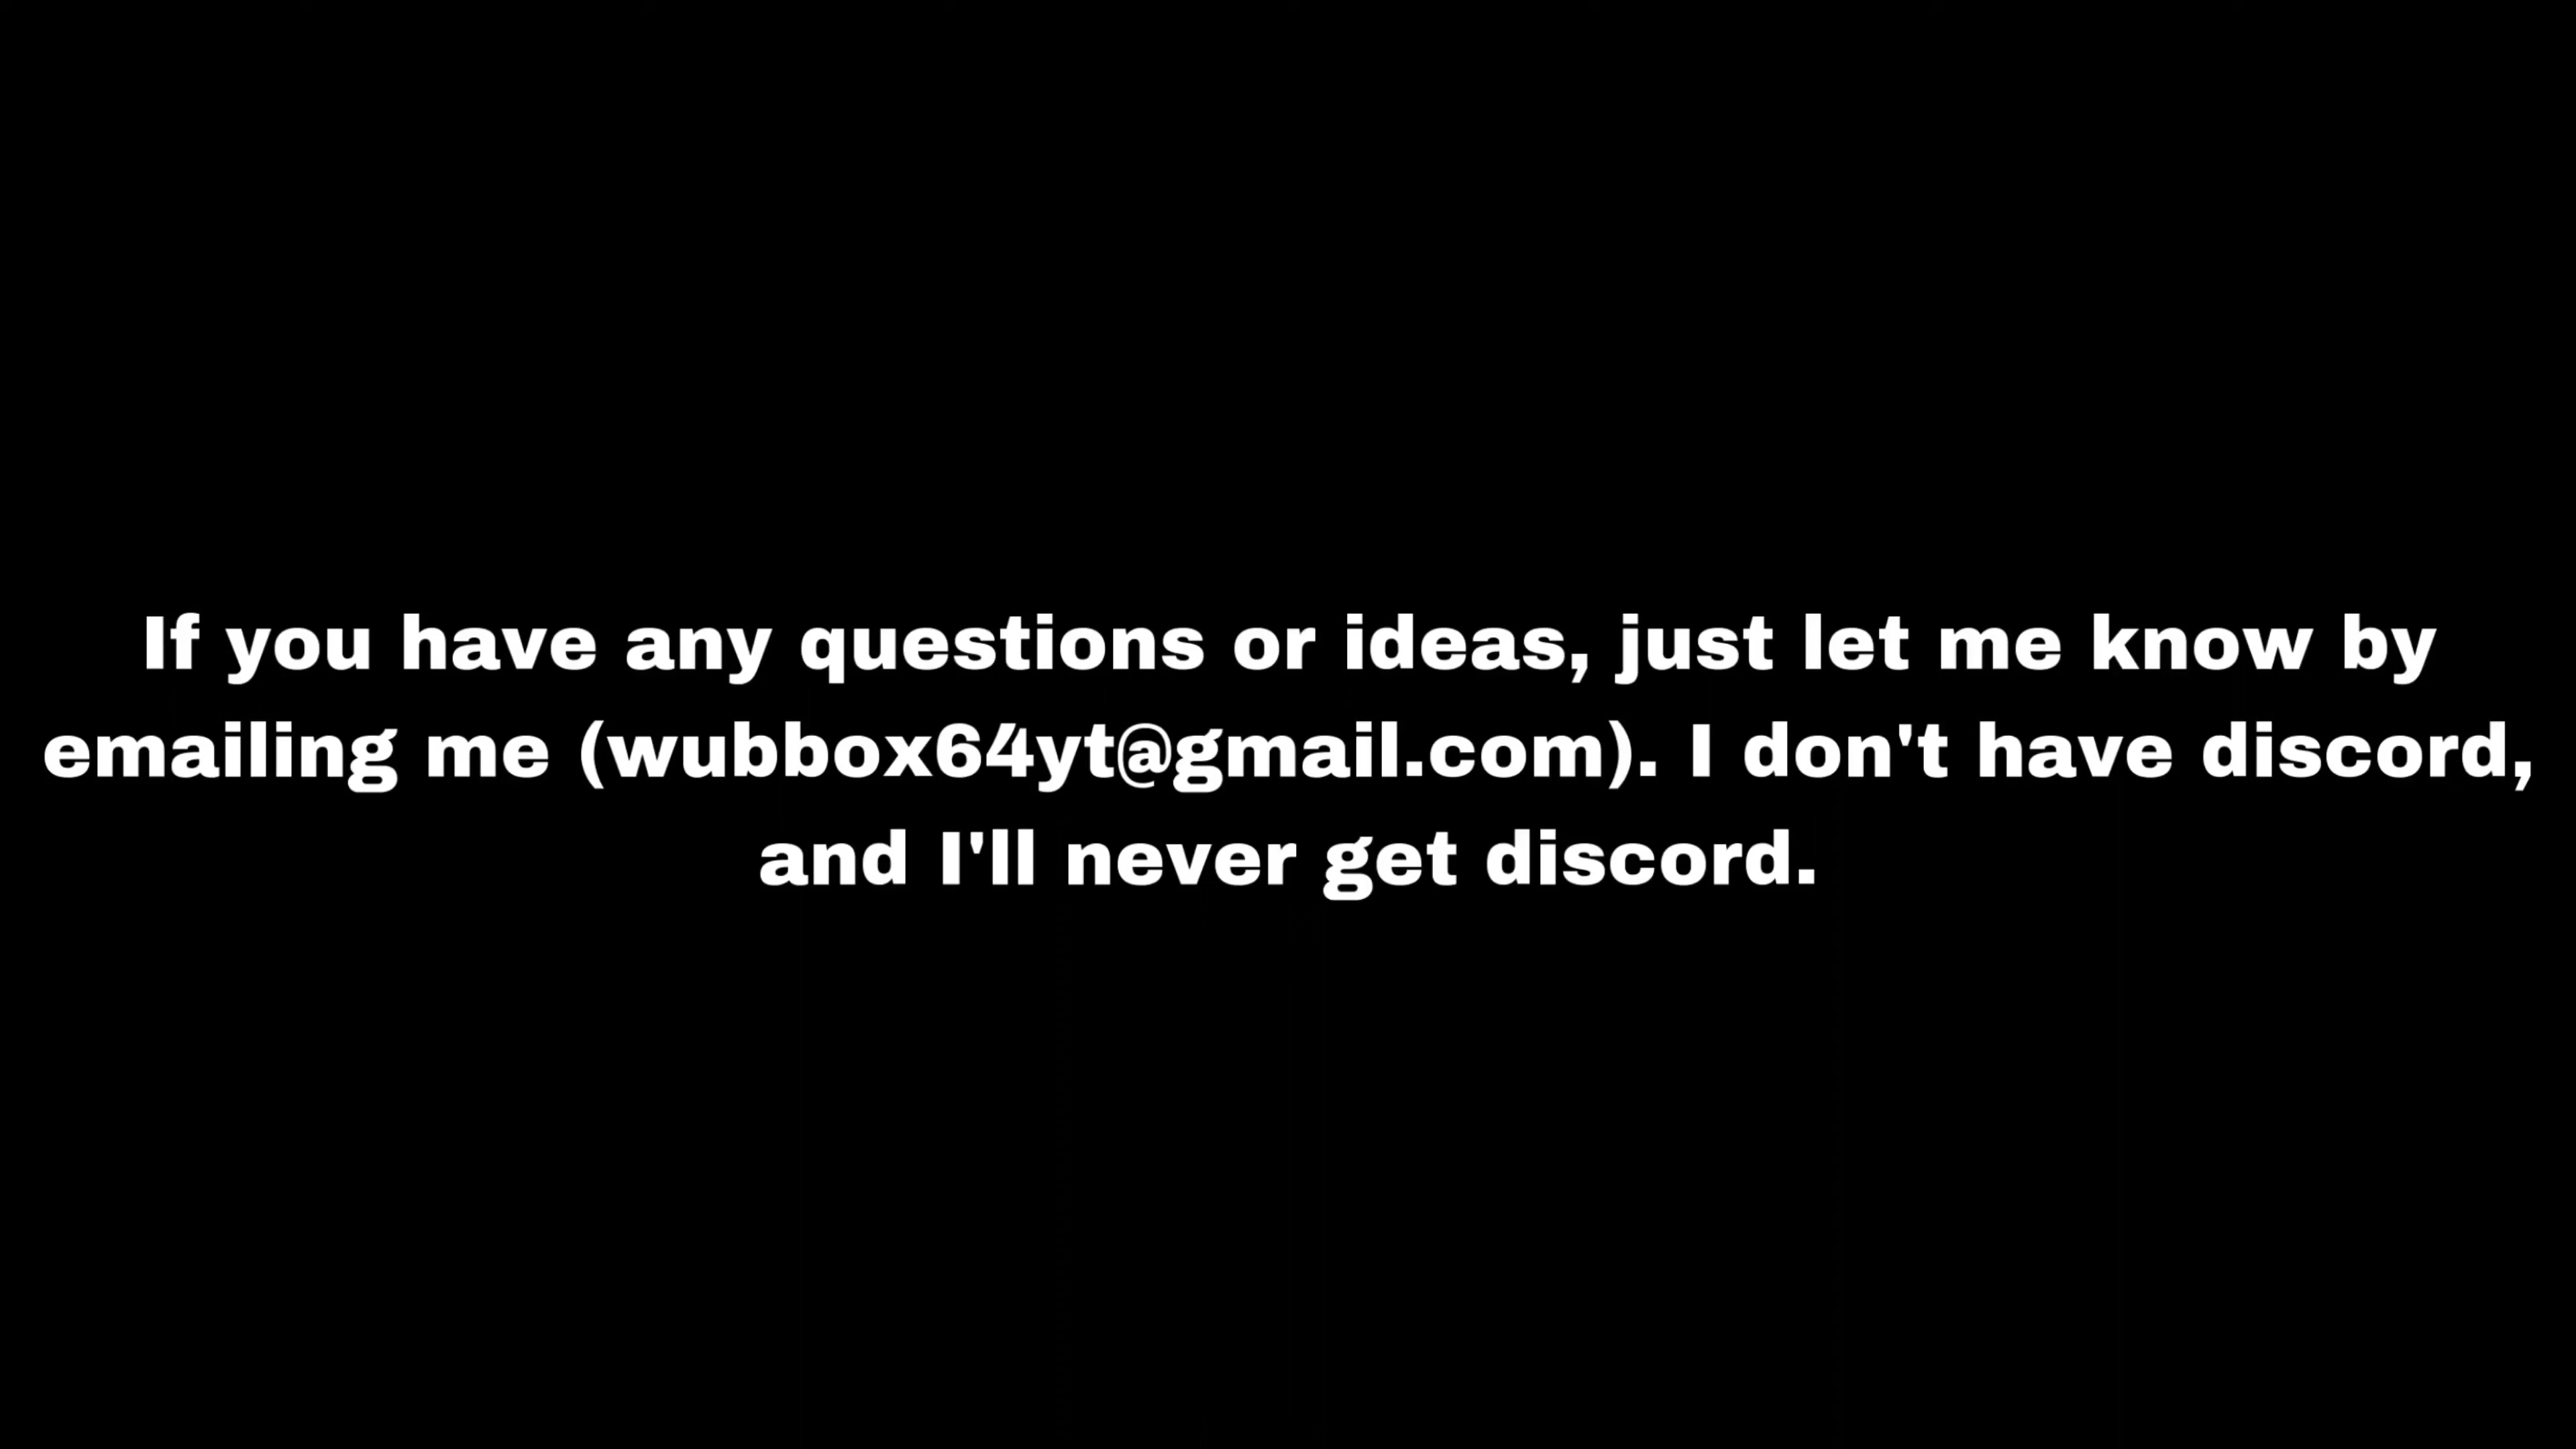 If you have any questions or ideas, just let me know by
emailing me (wubbox64yt@gmail.com). I don't have discord,
and I'll never get discord.